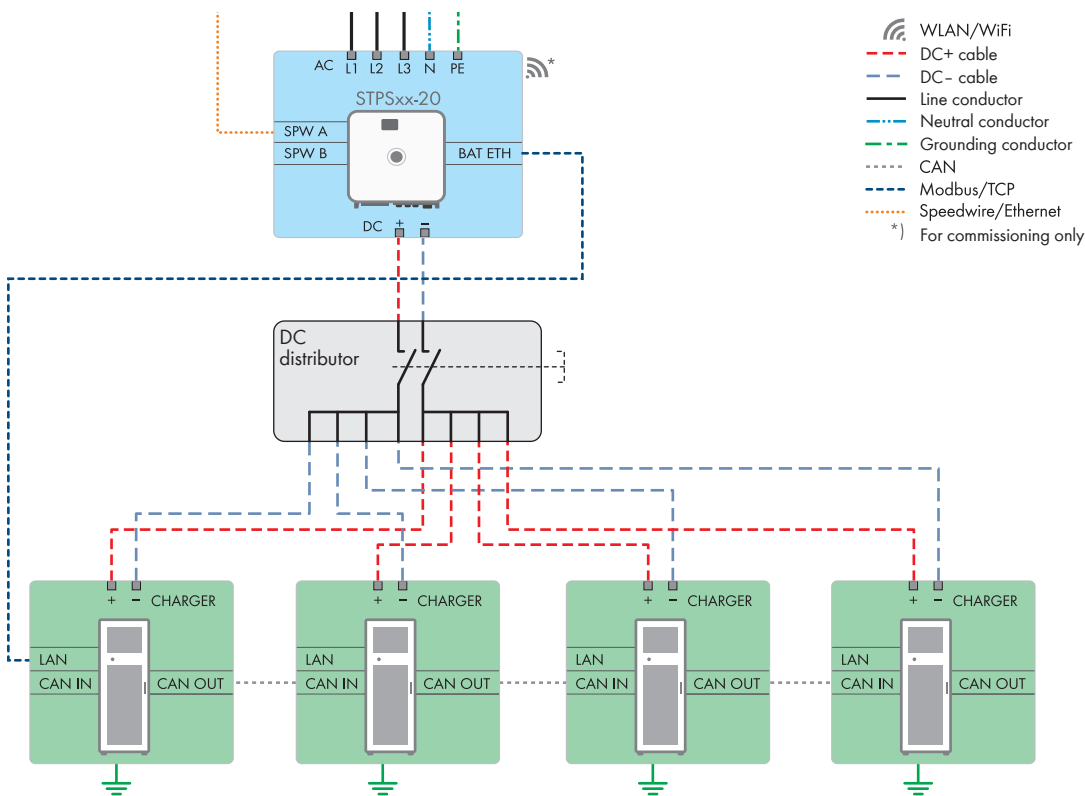 AC L1 L2 L3 N PE *
STPSxx-20
SPW A
SPW B BAT ETH
DC + −
WLAN/WiFi
DC+ cable
DC− cable
Line conductor
Neutral conductor
Grounding conductor
CAN
Modbus/TCP
Speedwire/Ethernet
*) For commissioning only
DC
distributor
+ − CHARGER
LAN
CAN IN CAN OUT
+ − CHARGER
LAN
CAN IN CAN OUT
+ − CHARGER
LAN
CAN IN CAN OUT
+ − CHARGER
LAN
CAN IN CAN OUT